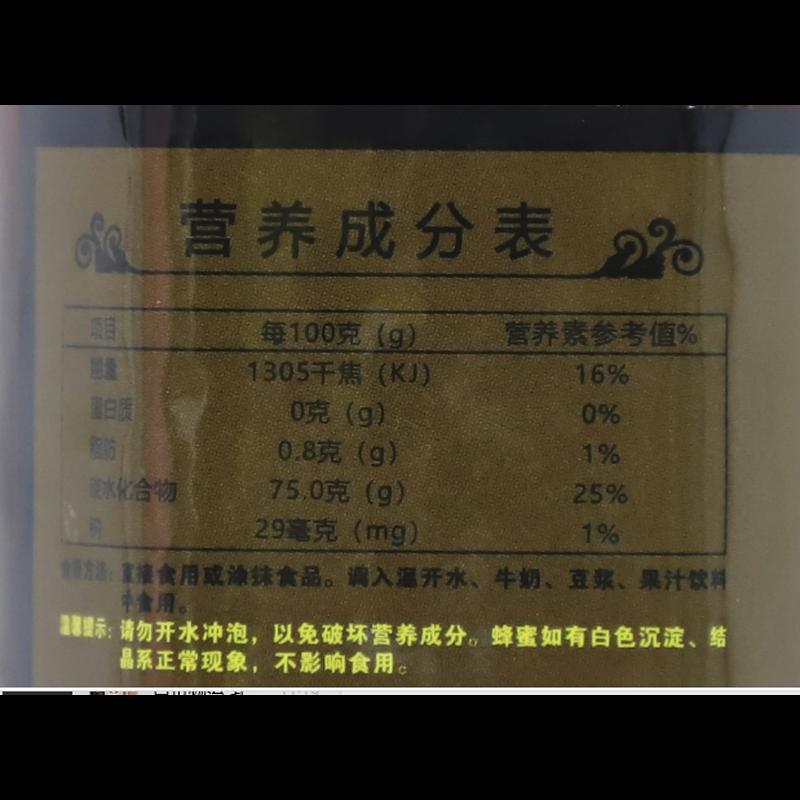 营养成分表
项目 每100克（g） 营养素参考值%
能量 1305千焦（KJ） 16%
蛋白质 0克（g） 0%
脂肪 0.8克（g） 1%
碳水化合物 75.0克（g） 25%
钠 29毫克（mg） 1%
食用方法：直接食用或涂抹食品。调入温开水、牛奶、豆浆、果汁饮料
中食用。
温馨提示：请勿开水冲泡，以免破坏营养成分。蜂蜜如有白色沉淀、结
晶系正常现象，不影响食用。